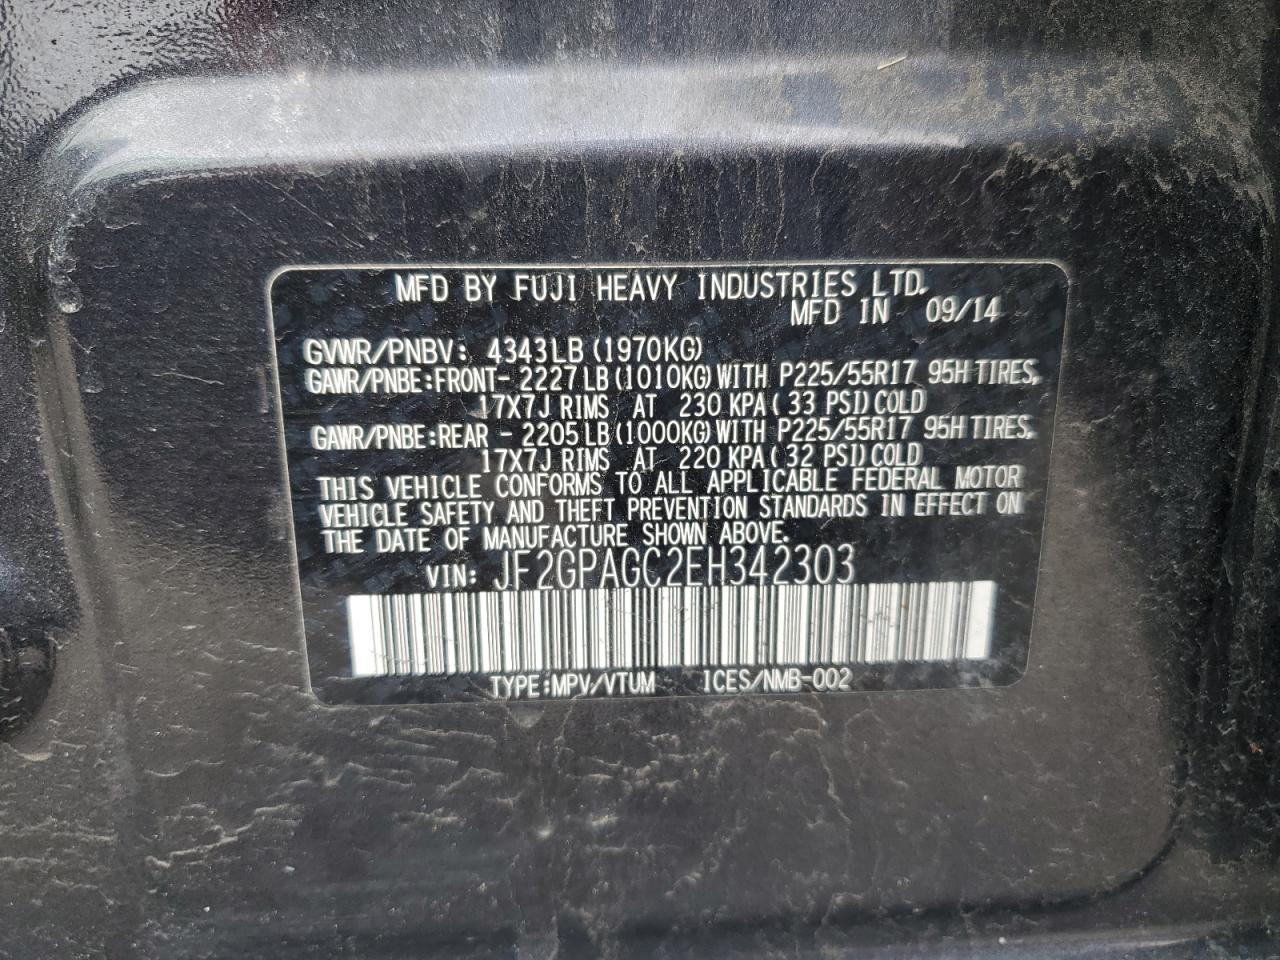 MFD BY FUJI HEAVY INDUSTRIES LTD.
MFD IN 09/14
GVWR/PNBV: 4343LB (1970KG)
GAWR/PNBE:FRONT- 2227 LB (1010KG) WITH P225/55R17 95H TIRES,
17X7J RIMS AT 230 KPA ( 33 PSI) COLD
GAWR/PNBE:REAR - 2205 LB (1000KG) WITH P225/55R17 95H TIRES,
17X7J RIMS AT 220 KPA ( 32 PSI) COLD
THIS VEHICLE CONFORMS TO ALL APPLICABLE FEDERAL MOTOR
VEHICLE SAFETY AND THEFT PREVENTION STANDARDS IN EFFECT ON
THE DATE OF MANUFACTURE SHOWN ABOVE.
VIN: JF2GPAGC2EH342303
TYPE:MPV/VTUM ICES/NMB-002